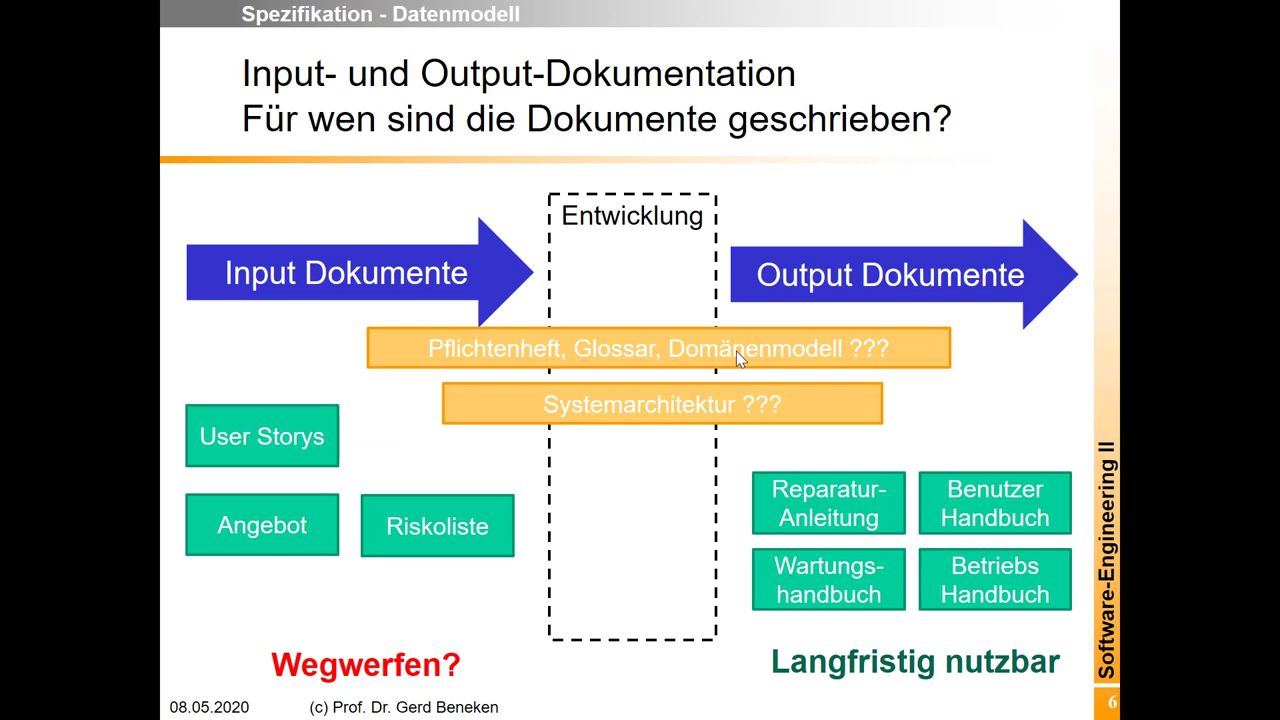 Spezifikation - Datenmodell
Input- und Output-Dokumentation
Für wen sind die Dokumente geschrieben?
Entwicklung
Input Dokumente
Output Dokumente
Pflichtenheft, Glossar, Domänenmodell ???
Systemarchitektur ???
User Storys
Angebot
Riskoliste
Reparatur-
Anleitung
Benutzer
Handbuch
Wartungs-
handbuch
Betriebs
Handbuch
Wegwerfen?
Langfristig nutzbar
Software-Engineering II
08.05.2020
(c) Prof. Dr. Gerd Beneken
6